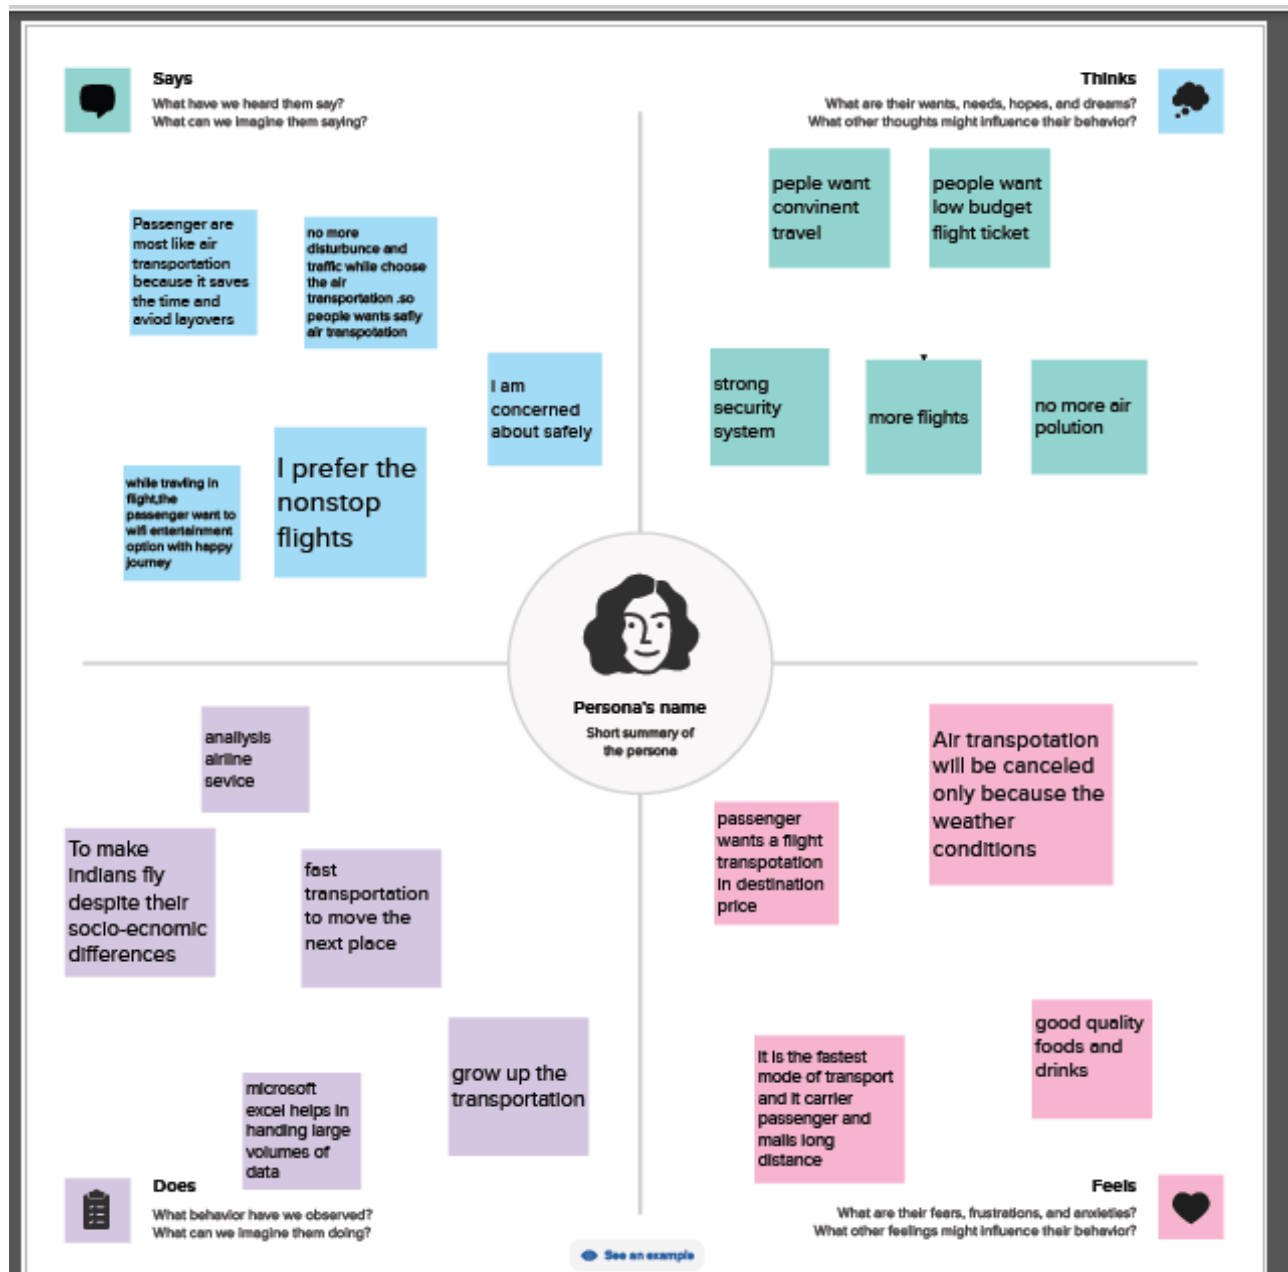 Says
What have we heard them say?
What can we imagine them saying?
Passenger are
most like air
transportation
because it saves
the time and
aviod layovers
no more
disturbunce and
traffic while choose
the air
transportation .so
people wants safly
air transpotation
I am
concerned
about safely
while travling in
flight,the
passenger want to
wifi entertainment
option with happy
journey
I prefer the
nonstop
flights
Thinks
What are their wants, needs, hopes, and dreams?
What other thoughts might influence their behavior?
peple want
convinent
travel
people want
low budget
flight ticket
strong
security
system
more flights
no more air
polution
Persona's name
Short summary of
the persona
analysis
airline
sevice
To make
indians fly
despite their
socio-ecnomic
differences
fast
transportation
to move the
next place
grow up the
transportation
microsoft
excel helps in
handing large
volumes of
data
Does
What behavior have we observed?
What can we imagine them doing?
Air transpotation
will be canceled
only because the
weather
conditions
passenger
wants a flight
transpotation
in destination
price
good quality
foods and
drinks
it is the fastest
mode of transport
and it carrier
passenger and
mails long
distance
Feels
What are their fears, frustrations, and anxieties?
What other feelings might influence their behavior?
See an example